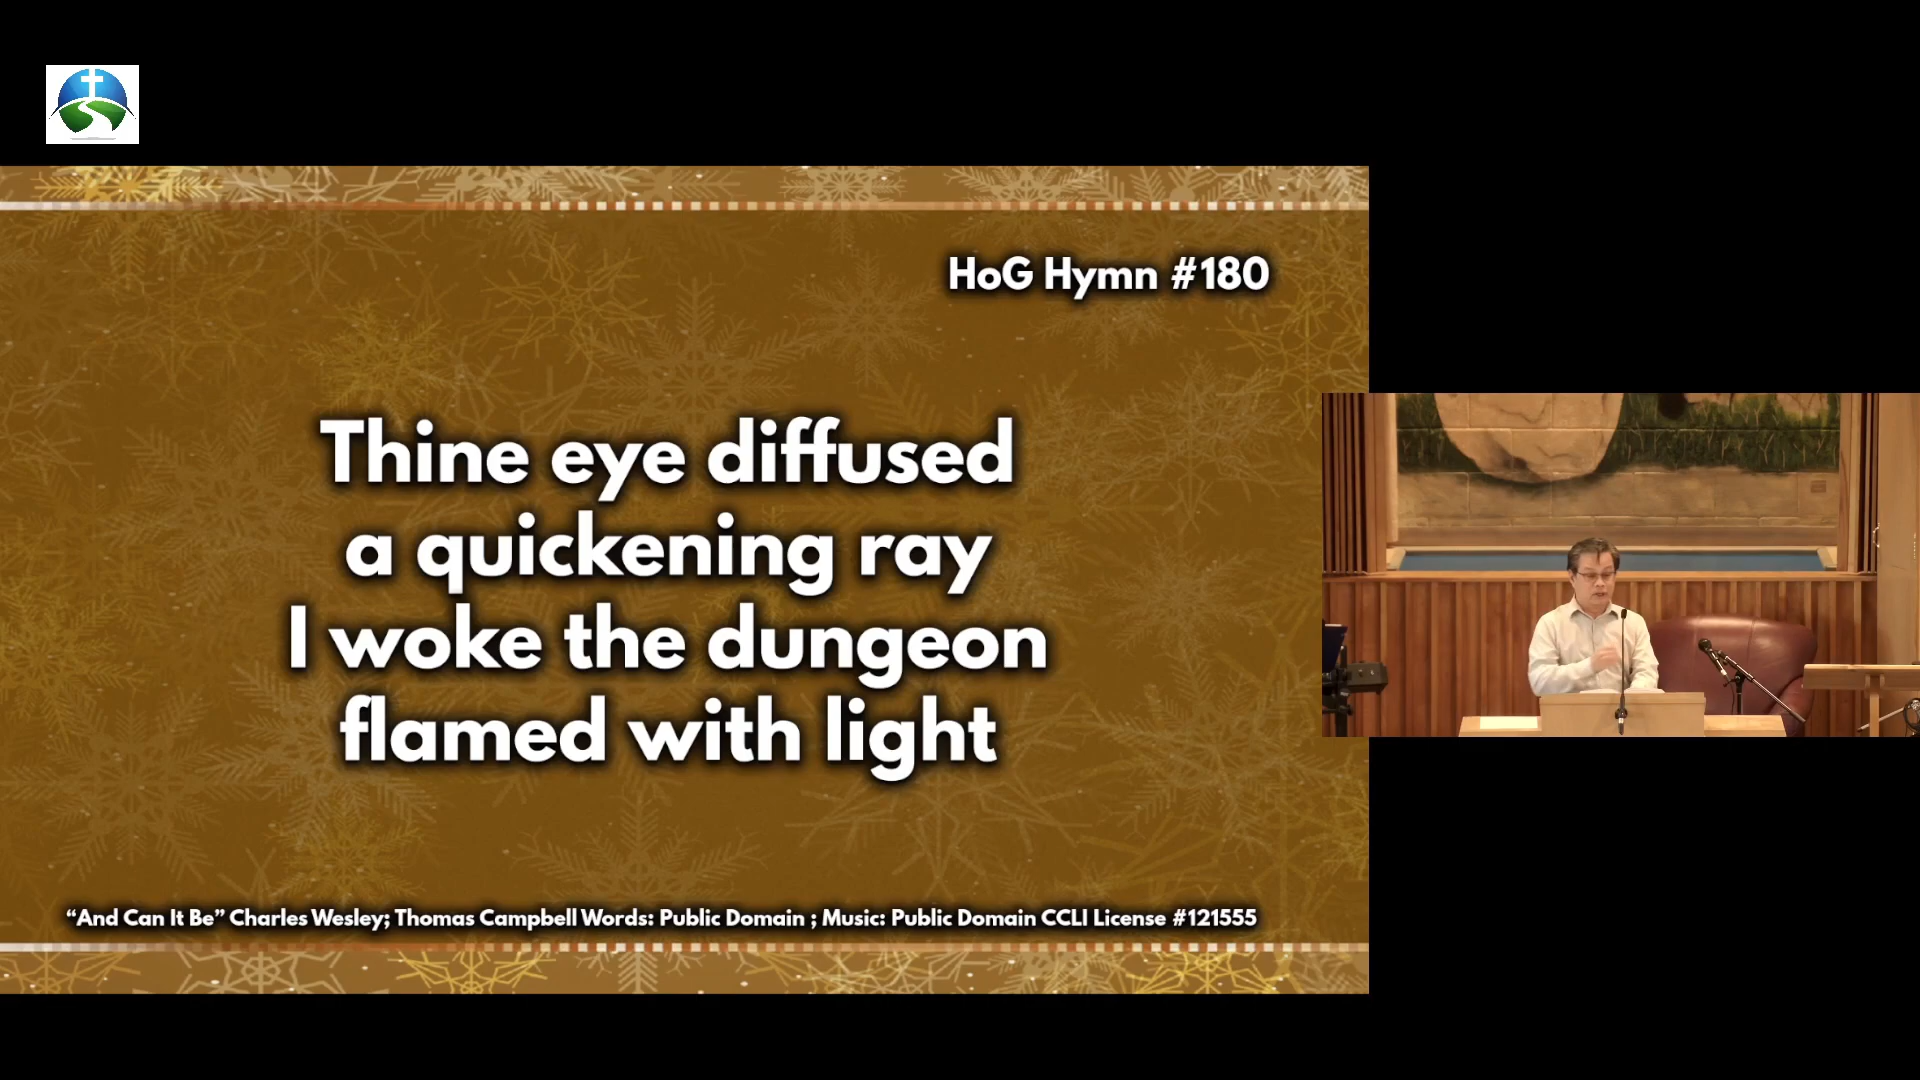 HoG Hymn #180
Thine eye diffused
a quickening ray
I woke the dungeon
flamed with light
“And Can It Be” Charles Wesley; Thomas Campbell Words: Public Domain ; Music: Public Domain CCLI License #121555